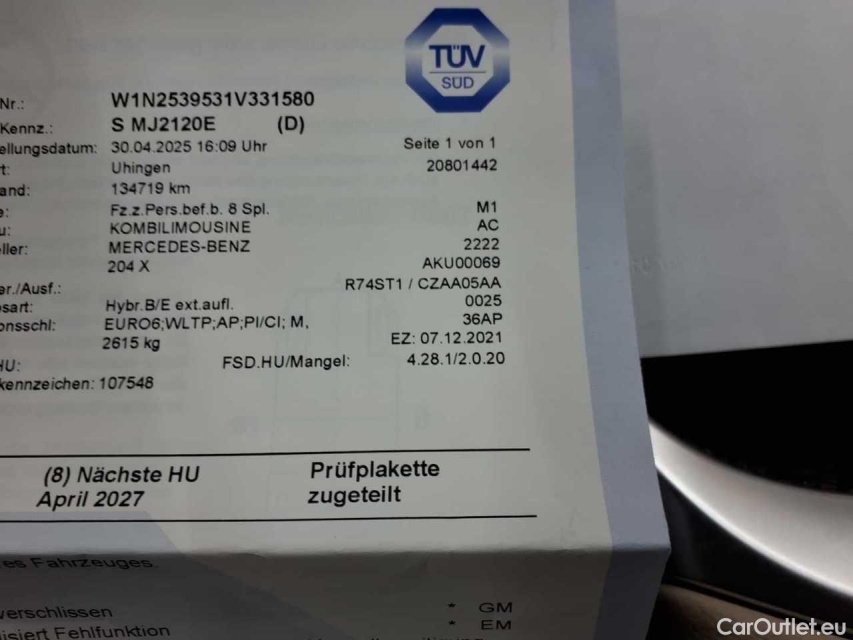 TÜV
SÜD
Nr.: W1N2539531V331580
Kennz.: S MJ2120E (D)
ellungsdatum: 30.04.2025 16:09 Uhr Seite 1 von 1
t: Uhingen 20801442
and: 134719 km
e: Fz.z.Pers.bef.b. 8 Spl. M1
u: KOMBILIMOUSINE AC
ller: MERCEDES-BENZ 2222
204 X AKU00069
er./Ausf.: R74ST1 / CZAA05AA
sart: Hybr.B/E ext.aufl. 0025
onsschl: EURO6;WLTP;AP;PI/CI; M, 36AP
2615 kg EZ: 07.12.2021
HU: FSD.HU/Mangel: 4.28.1/2.0.20
kennzeichen: 107548
(8) Nächste HU Prüfplakette
April 2027 zugeteilt
es Fahrzeuges.
verschlissen * GM
isiert Fehlfunktion * EM
CarOutlet.eu